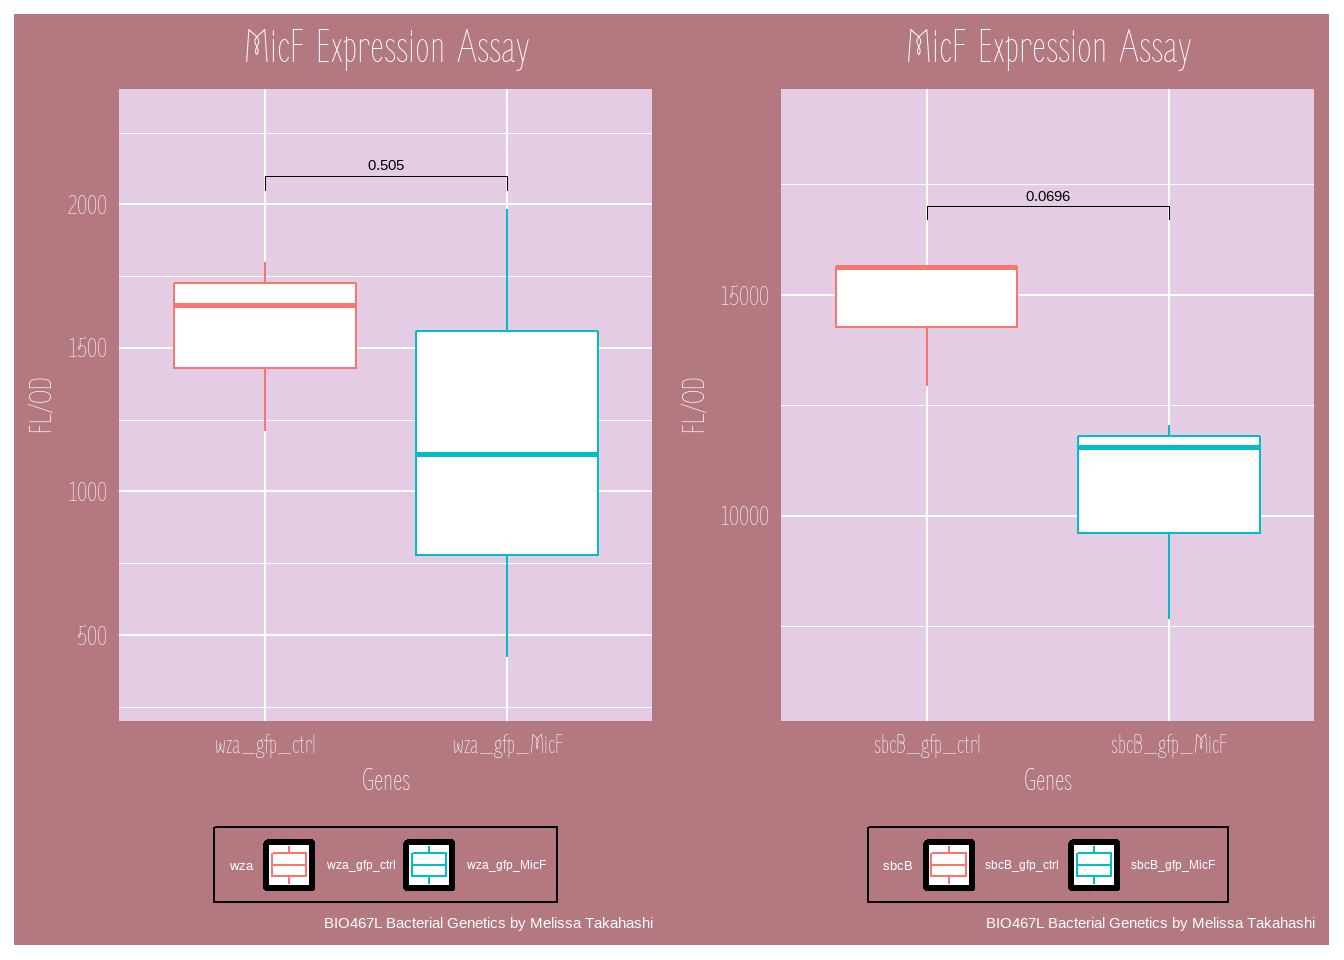 MicF Expression Assay
0.505
2000
1500
1000
500
FL/OD
wza_gfp_ctrl
wza_gfp_MicF
Genes
wza
wza_gfp_ctrl
wza_gfp_MicF
BIO467L Bacterial Genetics by Melissa Takahashi
MicF Expression Assay
0.0696
15000
10000
FL/OD
sbcB_gfp_ctrl
sbcB_gfp_MicF
Genes
sbcB
sbcB_gfp_ctrl
sbcB_gfp_MicF
BIO467L Bacterial Genetics by Melissa Takahashi